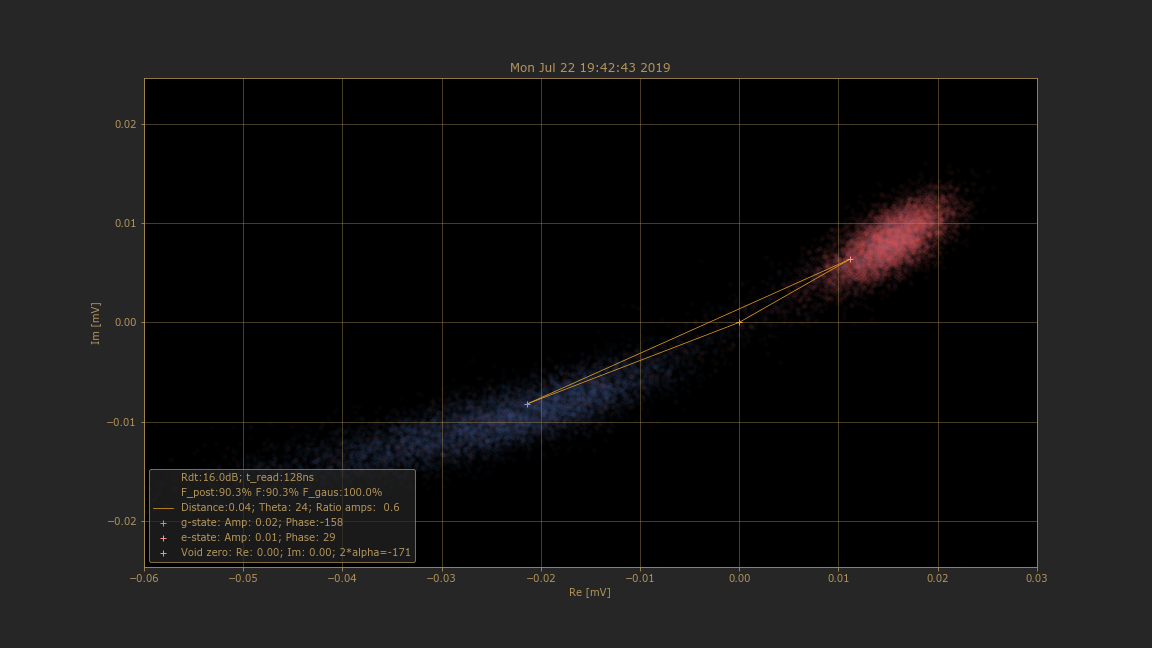 Mon Jul 22 19:42:43 2019
0.02
0.01
0.00
−0.01
−0.02
Im [mV]
Rdt:16.0dB; t_read:128ns
F_post:90.3% F:90.3% F_gaus:100.0%
Distance:0.04; Theta: 24; Ratio amps:  0.6
g-state: Amp: 0.02; Phase:-158
e-state: Amp: 0.01; Phase: 29
Void zero: Re: 0.00; Im: 0.00; 2*alpha=-171
−0.06 −0.05 −0.04 −0.03 −0.02 −0.01 0.00 0.01 0.02 0.03
Re [mV]